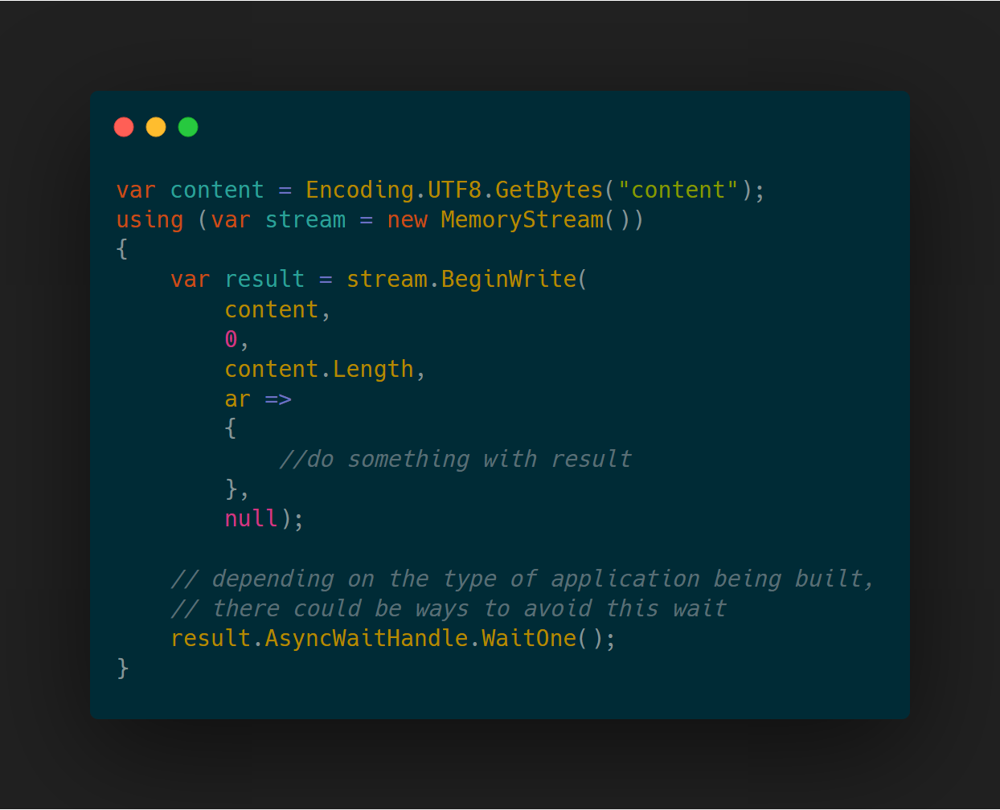 var content = Encoding.UTF8.GetBytes("content");
using (var stream = new MemoryStream())
{
    var result = stream.BeginWrite(
        content,
        0,
        content.Length,
        ar =>
        {
            //do something with result
        },
        null);

    // depending on the type of application being built,
    // there could be ways to avoid this wait
    result.AsyncWaitHandle.WaitOne();
}